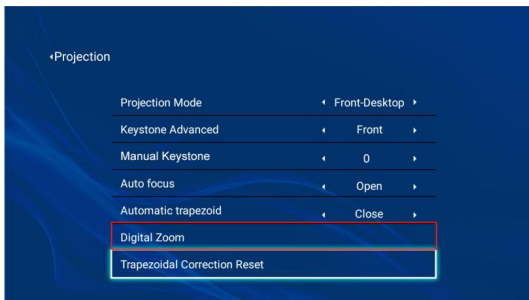 Projection
Projection Mode Front-Desktop
Keystone Advanced Front
Manual Keystone 0
Auto focus Open
Automatic trapezoid Close
Digital Zoom
Trapezoidal Correction Reset